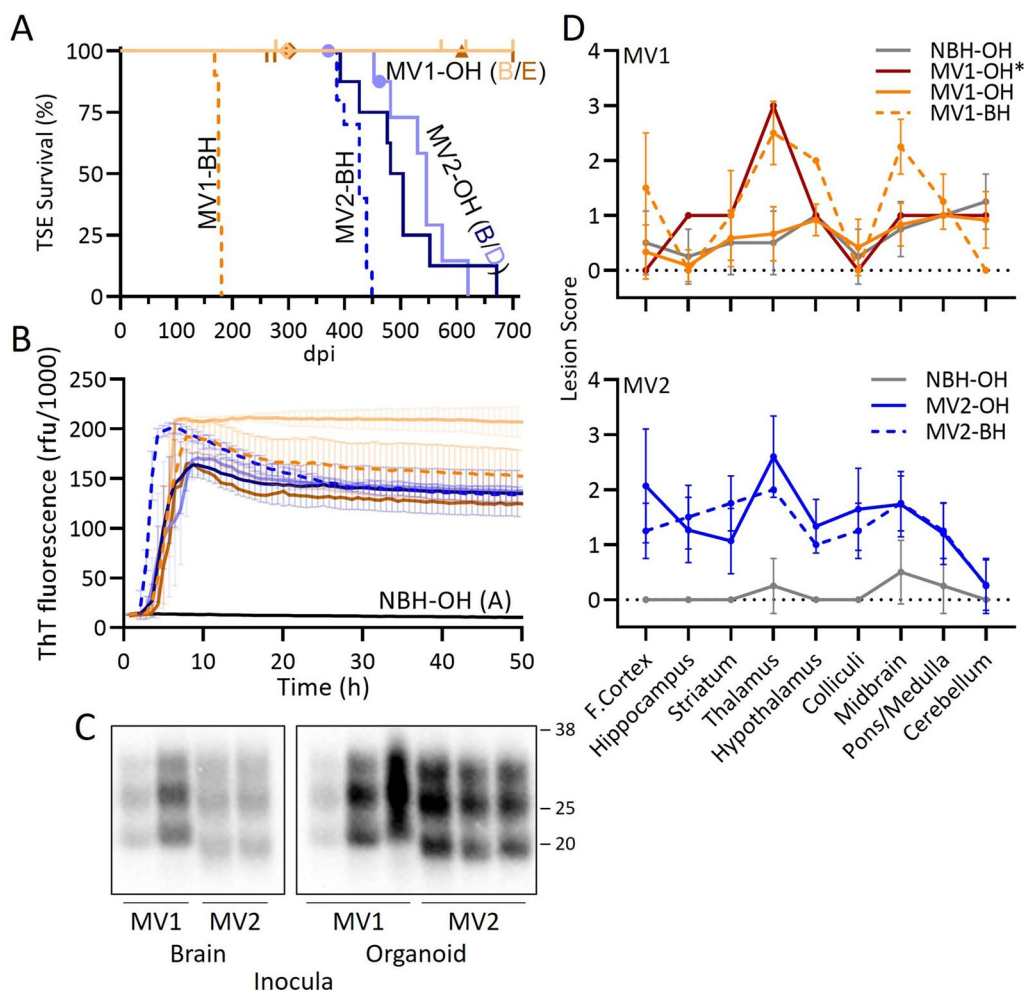 A
TSE Survival (%)
100
75
50
25
0
MV1-BH
MV2-BH
MV1-OH (B/E)
MV2-OH (B/D)
0 100 200 300 400 500 600 700
dpi
B
ThT fluorescence (rfu/1000)
250
200
150
100
50
0
NBH-OH (A)
0 10 20 30 40 50
Time (h)
C
38
25
20
MV1 MV2 MV1 MV2
Brain Organoid
Inocula
D
Lesion Score
MV1
4
3
2
1
0
NBH-OH
MV1-OH*
MV1-OH
MV1-BH
MV2
4
3
2
1
0
NBH-OH
MV2-OH
MV2-BH
F.Cortex
Hippocampus
Striatum
Thalamus
Hypothalamus
Colliculi
Midbrain
Pons/Medulla
Cerebellum